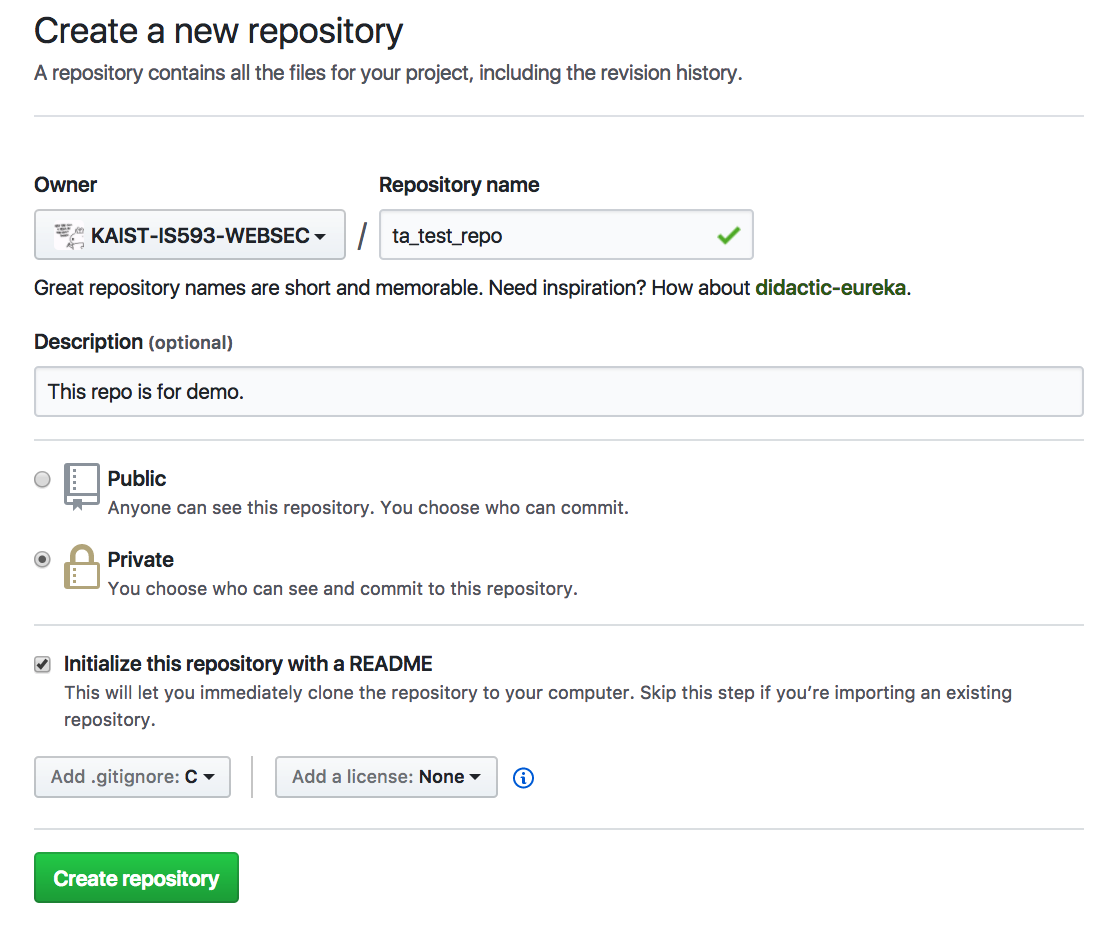 Create a new repository
A repository contains all the files for your project, including the revision history.
Owner
Repository name
KAIST-IS593-WEBSEC / ta_test_repo
Great repository names are short and memorable. Need inspiration? How about didactic-eureka.
Description (optional)
This repo is for demo.
Public
Anyone can see this repository. You choose who can commit.
Private
You choose who can see and commit to this repository.
Initialize this repository with a README
This will let you immediately clone the repository to your computer. Skip this step if you’re importing an existing
repository.
Add .gitignore: C
Add a license: None
Create repository